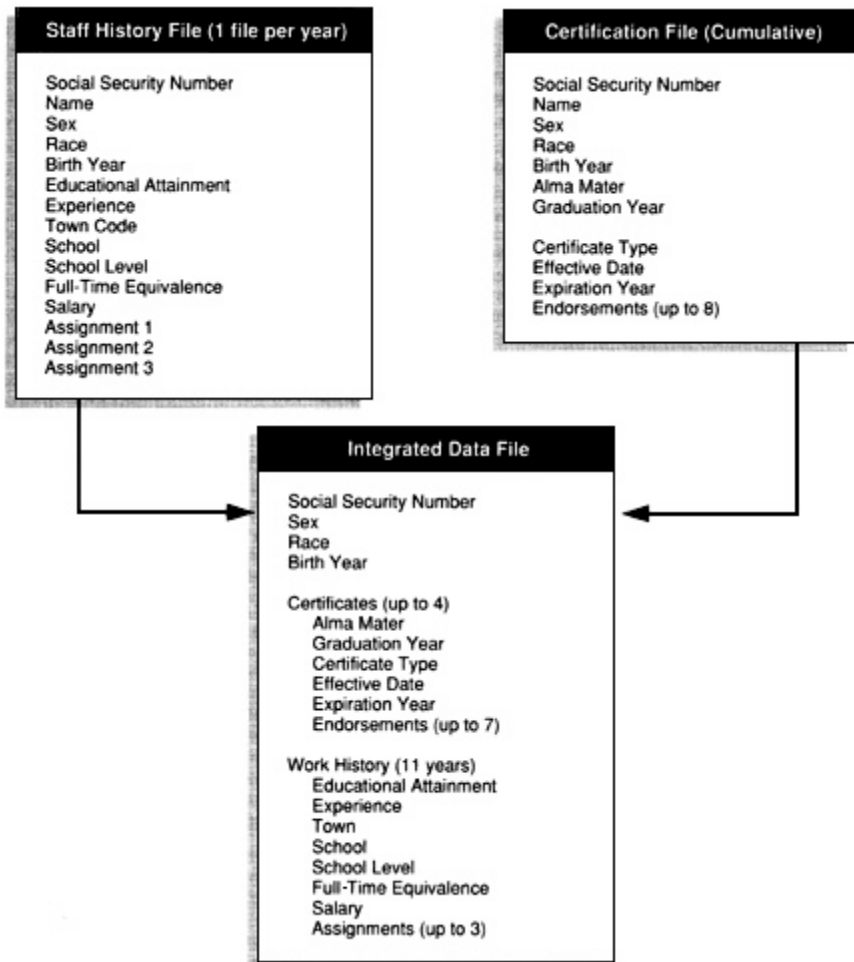 Staff History File (1 file per year)
Social Security Number
Name
Sex
Race
Birth Year
Educational Attainment
Experience
Town Code
School
School Level
Full-Time Equivalence
Salary
Assignment 1
Assignment 2
Assignment 3
Certification File (Cumulative)
Social Security Number
Name
Sex
Race
Birth Year
Alma Mater
Graduation Year
Certificate Type
Effective Date
Expiration Year
Endorsements (up to 8)
Integrated Data File
Social Security Number
Sex
Race
Birth Year
Certificates (up to 4)
Alma Mater
Graduation Year
Certificate Type
Effective Date
Expiration Year
Endorsements (up to 7)
Work History (11 years)
Educational Attainment
Experience
Town
School
School Level
Full-Time Equivalence
Salary
Assignments (up to 3)